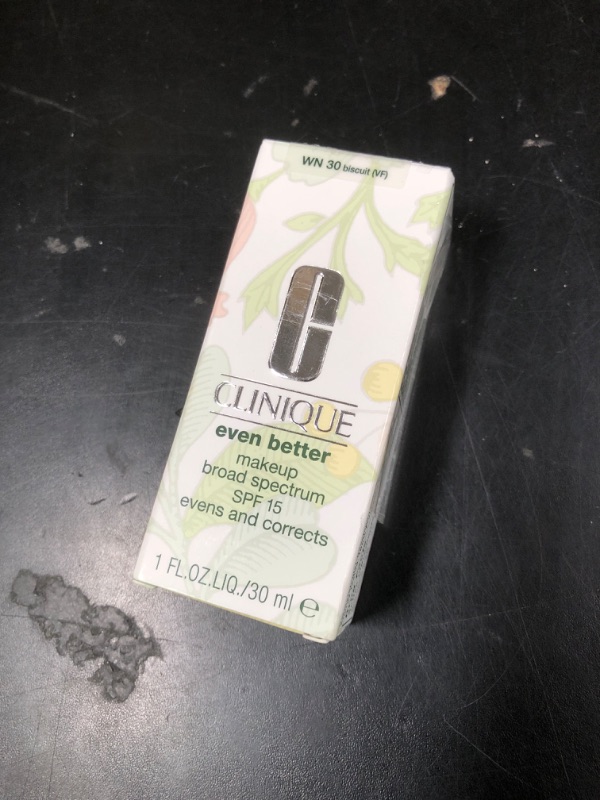 WN 30 biscuit (VF)
CLINIQUE
even better
makeup
broad spectrum
SPF 15
evens and corrects
1 FL.OZ.LIQ./30 ml ℮